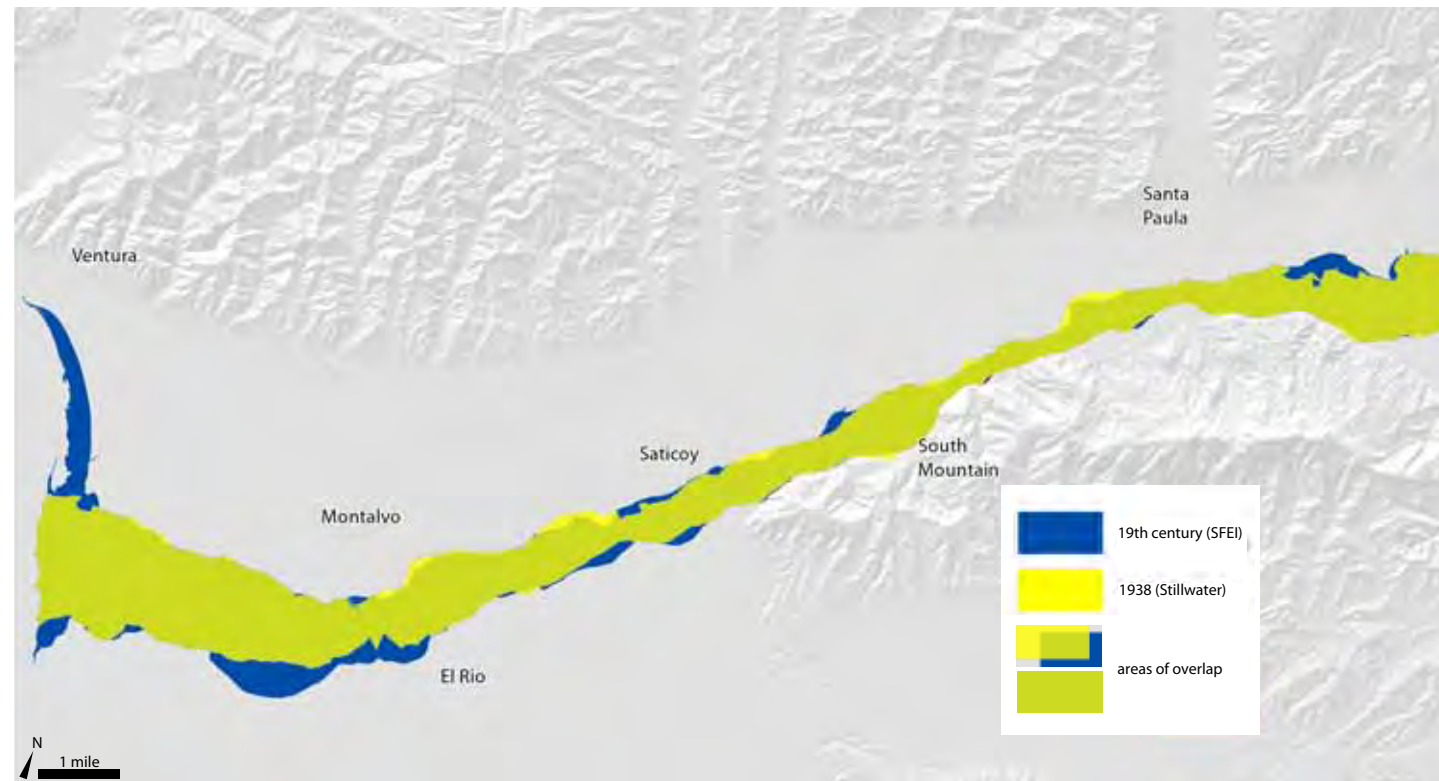 Santa
Paula
Ventura
Saticoy
South
Mountain
Montalvo
El Rio
19th century (SFEI)
1938 (Stillwater)
areas of overlap
N
1 mile